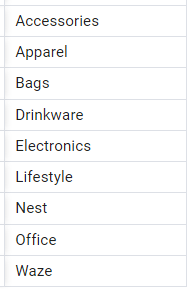 Accessories
Apparel
Bags
Drinkware
Electronics
Lifestyle
Nest
Office
Waze